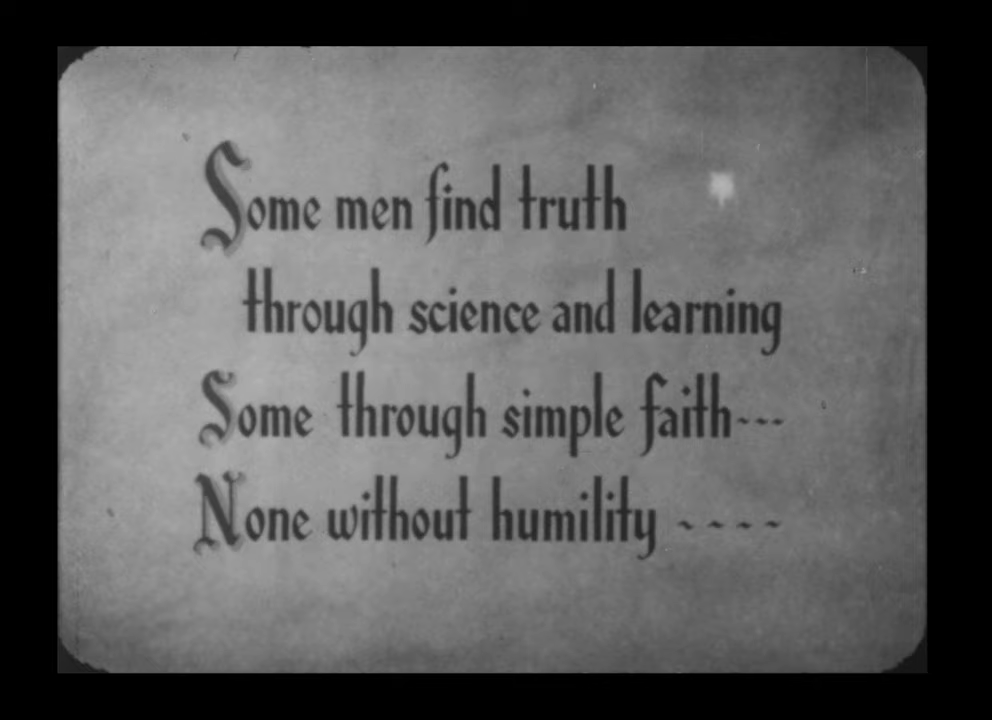 Some men find truth
through science and learning
Some through simple faith---
None without humility ----